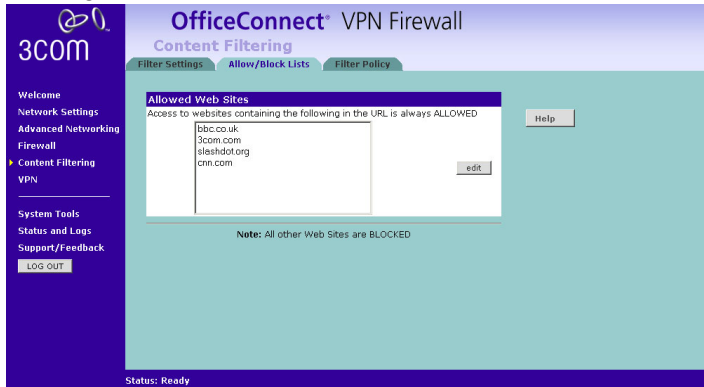 3COM
OfficeConnect® VPN Firewall
Content Filtering
Filter Settings
Allow/Block Lists
Filter Policy
Welcome
Network Settings
Advanced Networking
Firewall
Content Filtering
VPN
System Tools
Status and Logs
Support/Feedback
LOG OUT
Allowed Web Sites
Access to websites containing the following in the URL is always ALLOWED
bbc.co.uk
3com.com
slashdot.org
cnn.com
edit
Help
Note: All other Web Sites are BLOCKED
Status: Ready